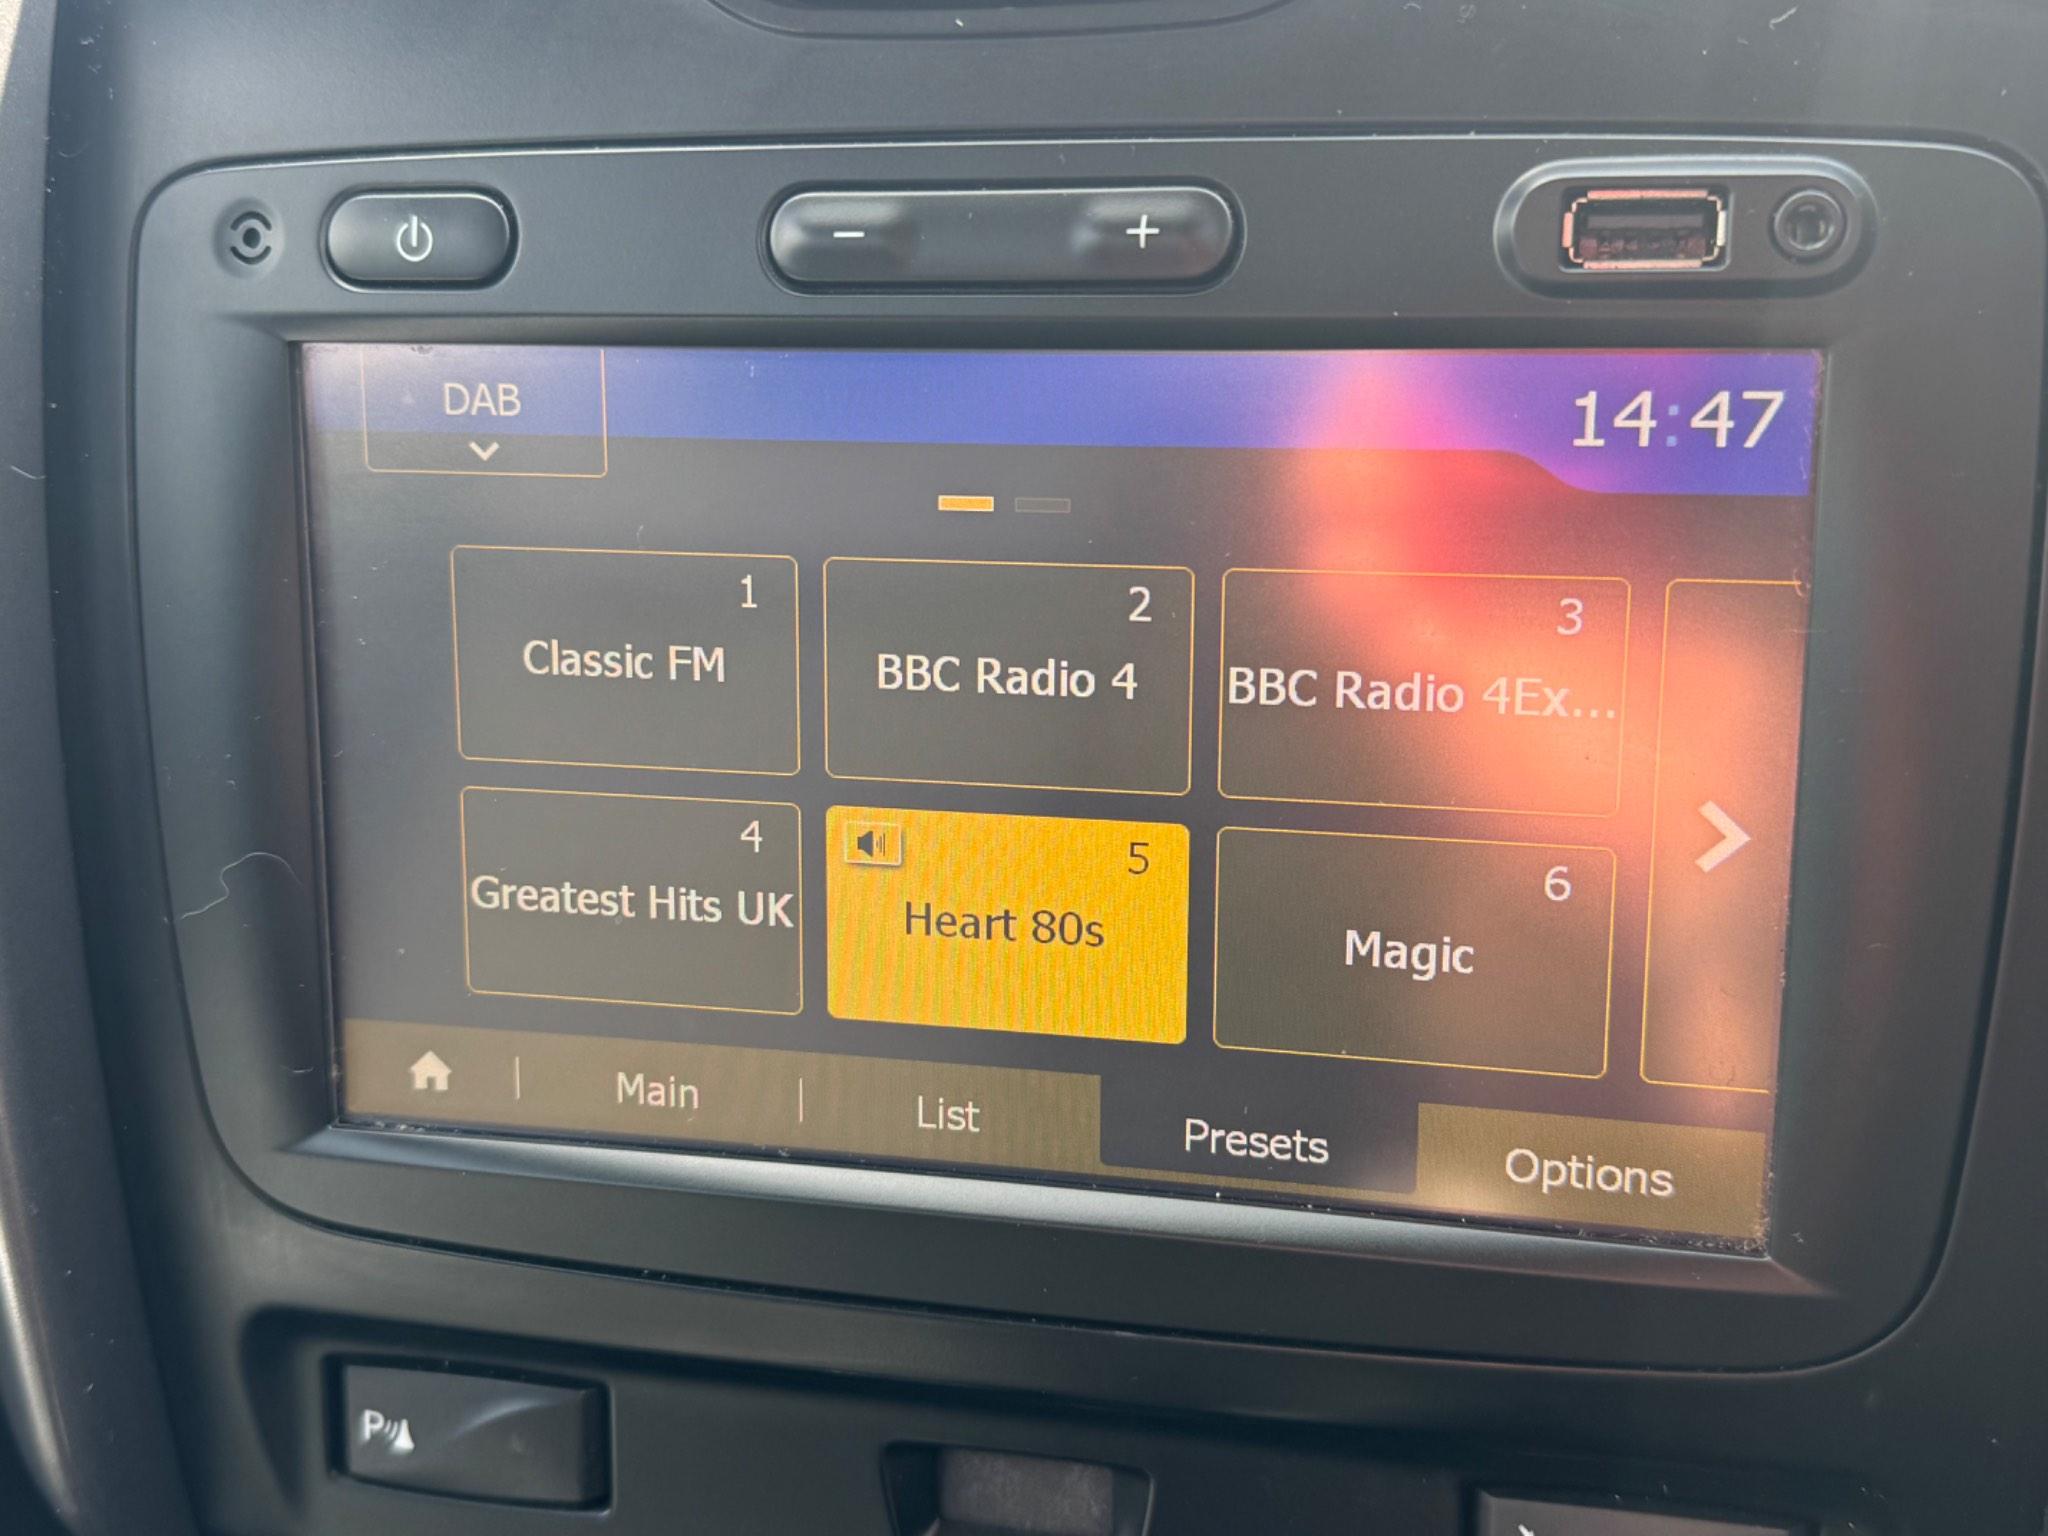 DAB
14:47
1
Classic FM
2
BBC Radio 4
3
BBC Radio 4Ex...
4
Greatest Hits UK
5
Heart 80s
6
Magic
Main
List
Presets
Options
P